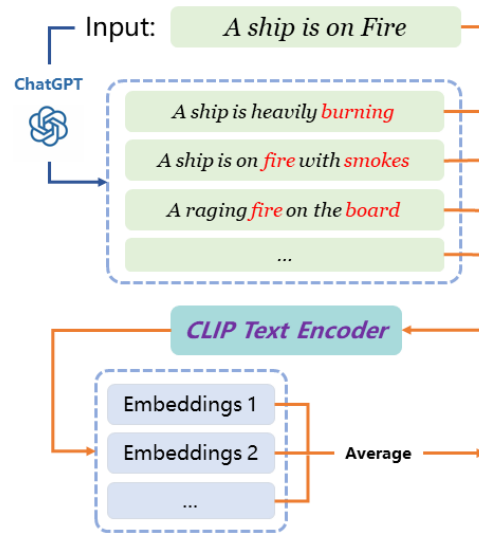 Input: A ship is on Fire
ChatGPT
A ship is heavily burning
A ship is on fire with smokes
A raging fire on the board
...
CLIP Text Encoder
Embeddings 1
Embeddings 2
...
Average